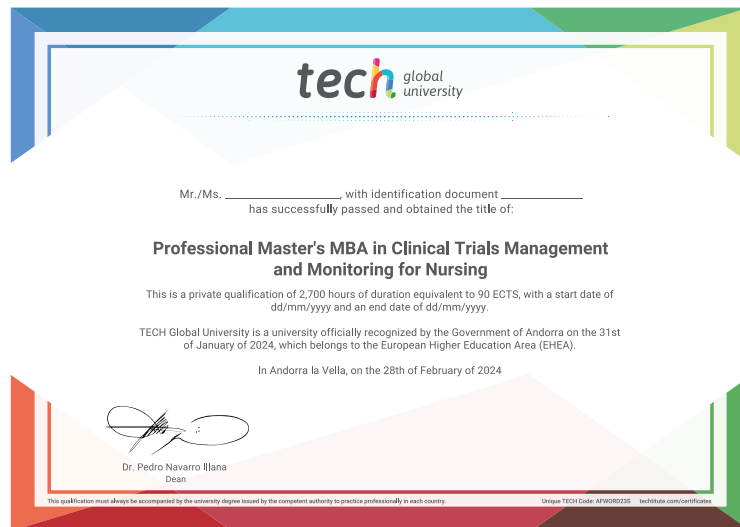 tech global university
Mr./Ms. ____________________, with identification document ______________
has successfully passed and obtained the title of:
Professional Master's MBA in Clinical Trials Management
and Monitoring for Nursing
This is a private qualification of 2,700 hours of duration equivalent to 90 ECTS, with a start date of
dd/mm/yyyy and an end date of dd/mm/yyyy.
TECH Global University is a university officially recognized by the Government of Andorra on the 31st
of January of 2024, which belongs to the European Higher Education Area (EHEA).
In Andorra la Vella, on the 28th of February of 2024
Dr. Pedro Navarro Illana
Dean
This qualification must always be accompanied by the university degree issued by the competent authority to practice professionally in each country.
Unique TECH Code: AFWORD23S techtitute.com/certificates